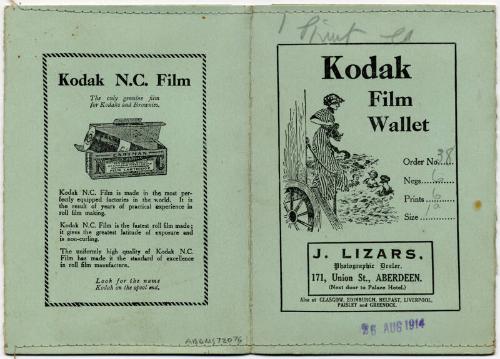 Kodak N.C. Film
The only genuine film
for Kodaks and Brownies.
EASTMAN
Kodak N.C. Film is made in the most per-
fectly equipped factories in the world. It is
the result of years of practical experience in
roll film making.
Kodak N.C. Film is the fastest roll film made;
it gives the greatest latitude of exposure and
is non-curling.
The uniformly high quality of Kodak N.C.
Film has made it the standard of excellence
in roll film manufacture.
Look for the name
Kodak on the spool end.
1 Print
Kodak
Film
Wallet
Order No. 38
Negs. 6
Prints 6
Size
J. LIZARS,
Photographic Dealer,
171, Union St., ABERDEEN.
(Next door to Palace Hotel.)
Also at GLASGOW, EDINBURGH, BELFAST, LIVERPOOL,
PAISLEY and GREENOCK.
26 AUG 1914